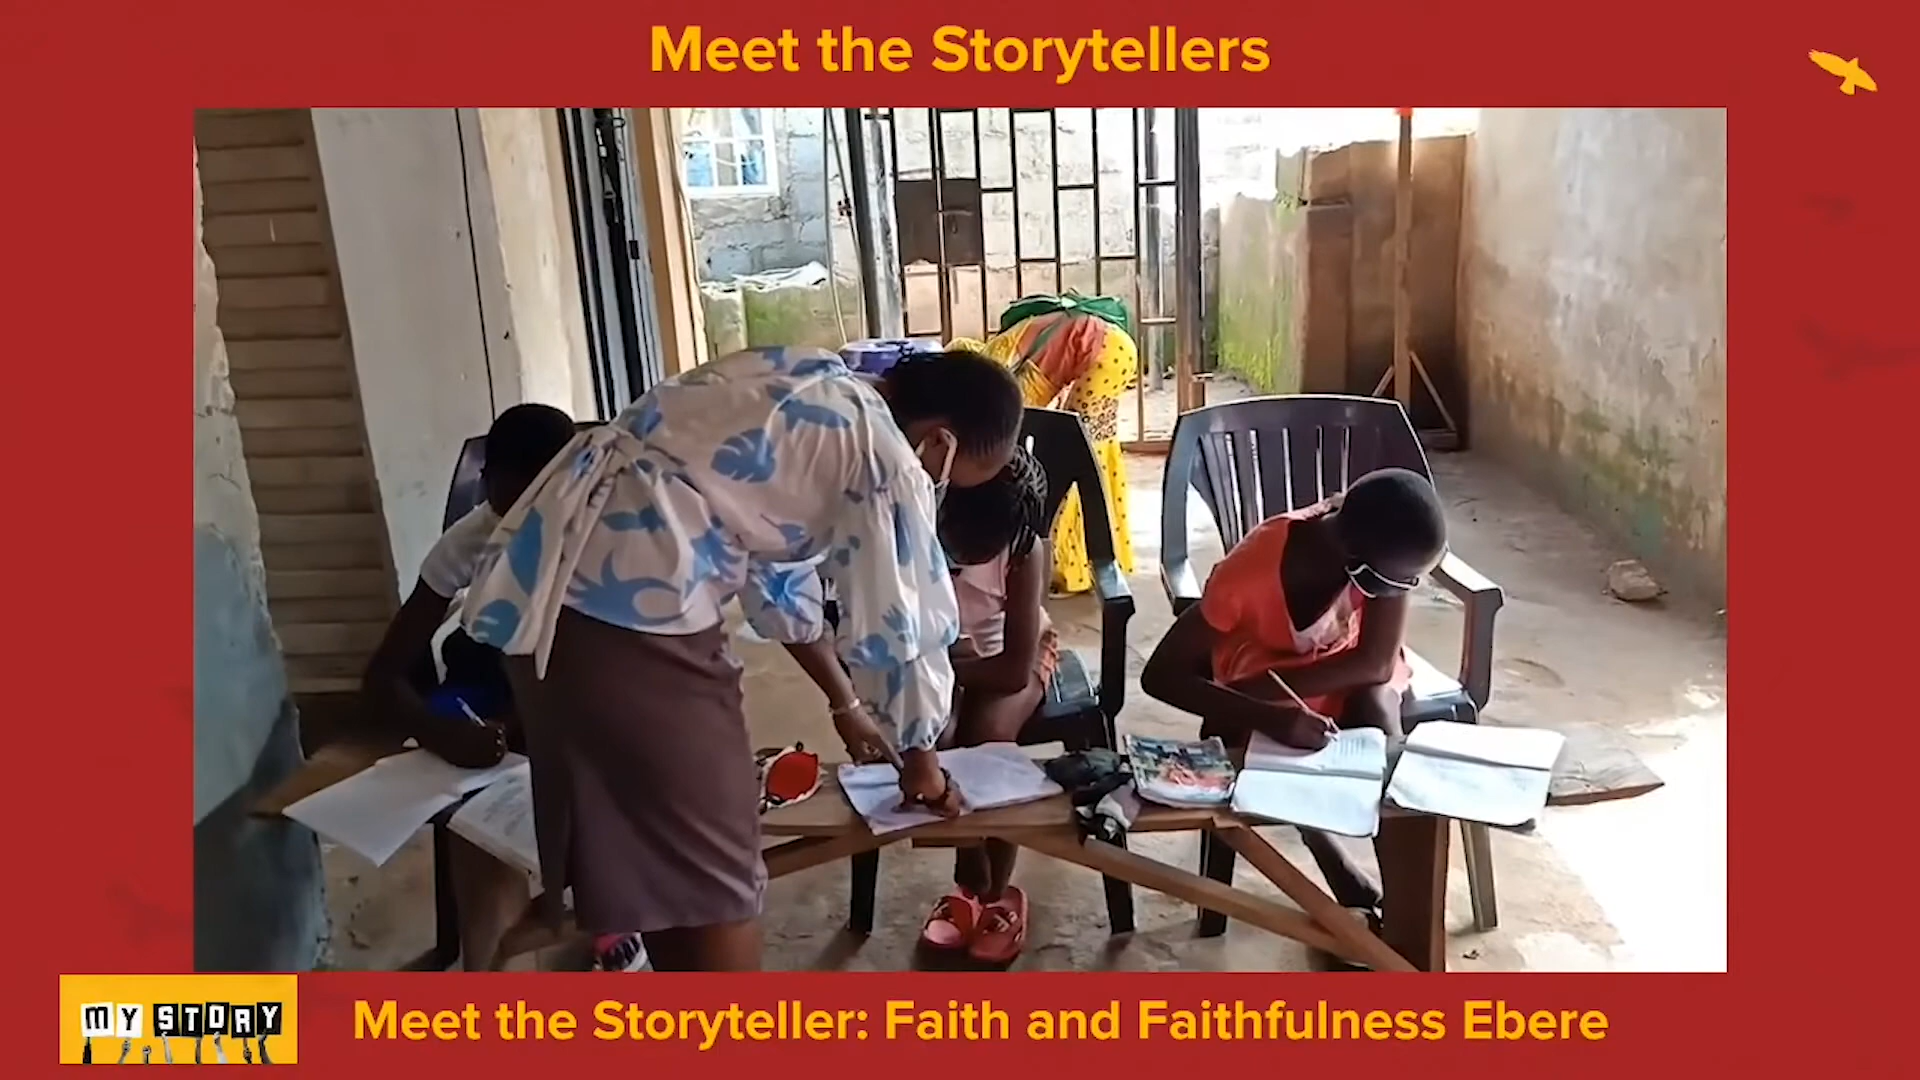 Meet the Storytellers
MY STORY
Meet the Storyteller: Faith and Faithfulness Ebere